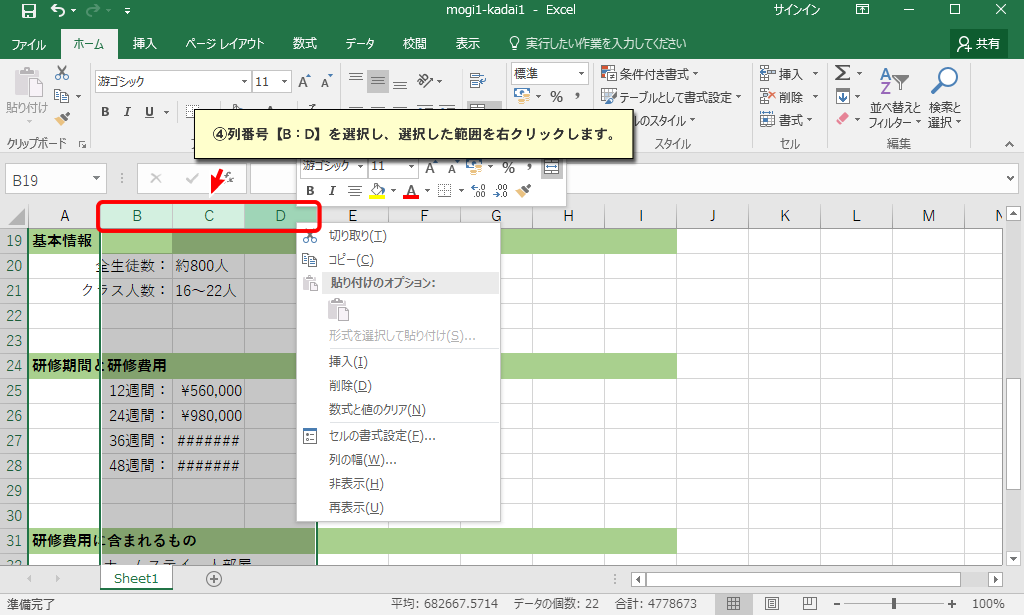 mogi1-kadai1 - Excel
サインイン
ファイル ホーム 挿入 ページ レイアウト 数式 データ 校閲 表示 実行したい作業を入力してください 共有
貼り付け
クリップボード
游ゴシック 11
B I U
標準
% ,
条件付き書式
テーブルとして書式設定
のスタイル
スタイル
挿入
削除
書式
セル
並べ替えと
フィルター
検索と
選択
編集
④列番号【B：D】を選択し、選択した範囲を右クリックします。
B19
fx
游ゴシック 11 A A % ,
B I A
A B C D E F G H I J K L M N
19 基本情報
20 全生徒数： 約800人
21 クラス人数： 16～22人
22
23
24 研修期間と研修費用
25 12週間： ¥560,000
26 24週間： ¥980,000
27 36週間： #######
28 48週間： #######
29
30
31 研修費用に含まれるもの
切り取り(T)
コピー(C)
貼り付けのオプション:
形式を選択して貼り付け(S)...
挿入(I)
削除(D)
数式と値のクリア(N)
セルの書式設定(F)...
列の幅(W)...
非表示(H)
再表示(U)
Sheet1
準備完了 平均: 682667.5714 データの個数: 22 合計: 4778673 100%